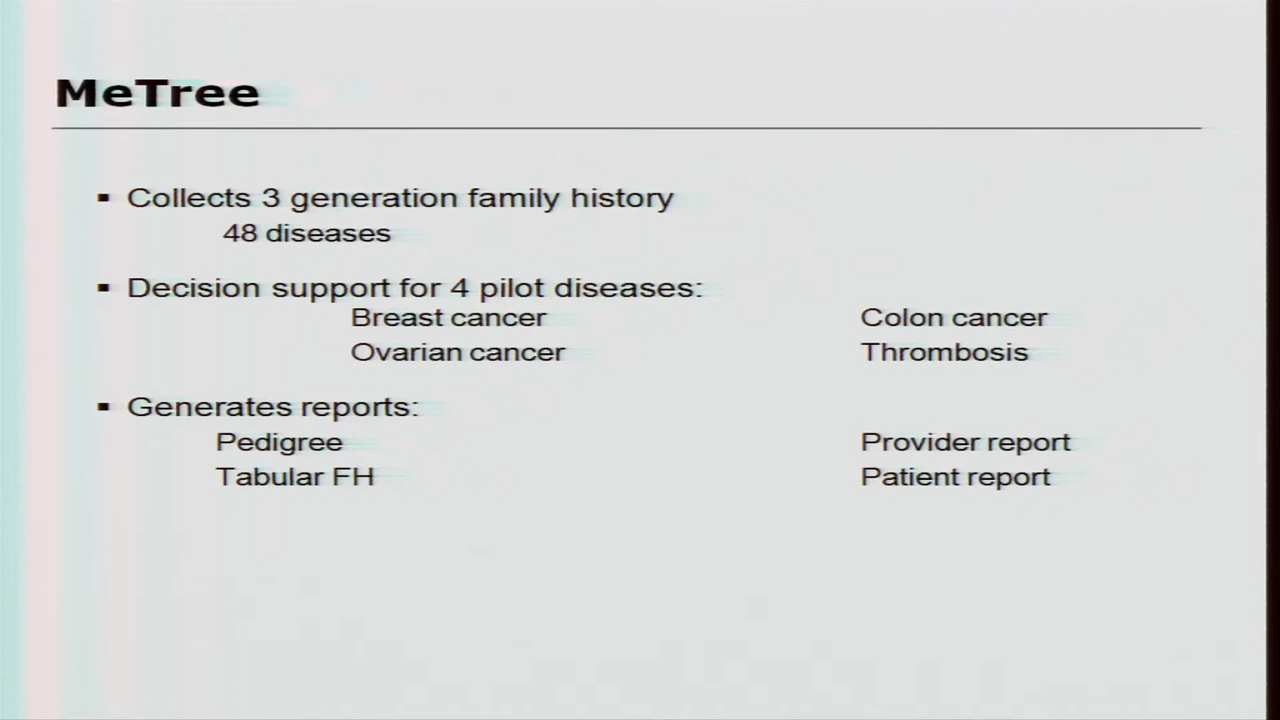 MeTree
▪ Collects 3 generation family history
48 diseases
▪ Decision support for 4 pilot diseases:
Breast cancer Colon cancer
Ovarian cancer Thrombosis
▪ Generates reports:
Pedigree Provider report
Tabular FH Patient report